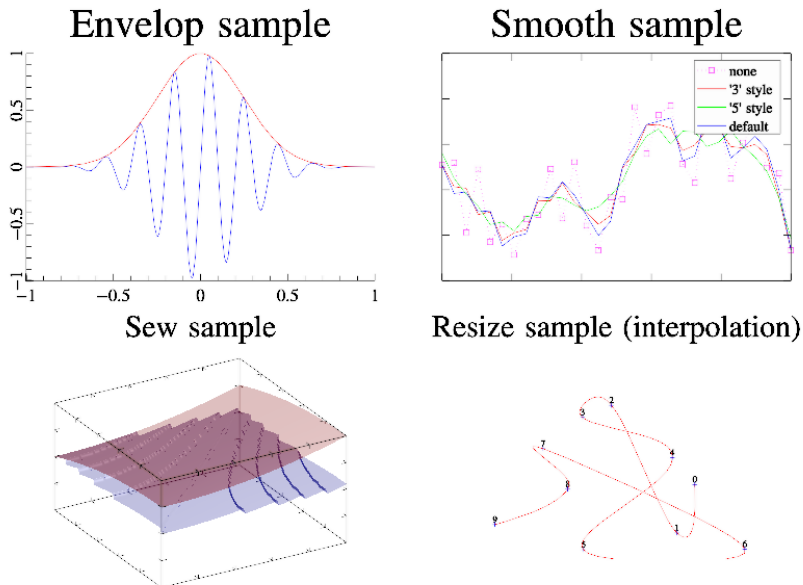 Envelop sample
Smooth sample
1
0.5
0
−0.5
−1
−1
−0.5
0
0.5
1
none
'3' style
'5' style
default
Sew sample
Resize sample (interpolation)
0
1
2
3
4
5
6
7
8
9